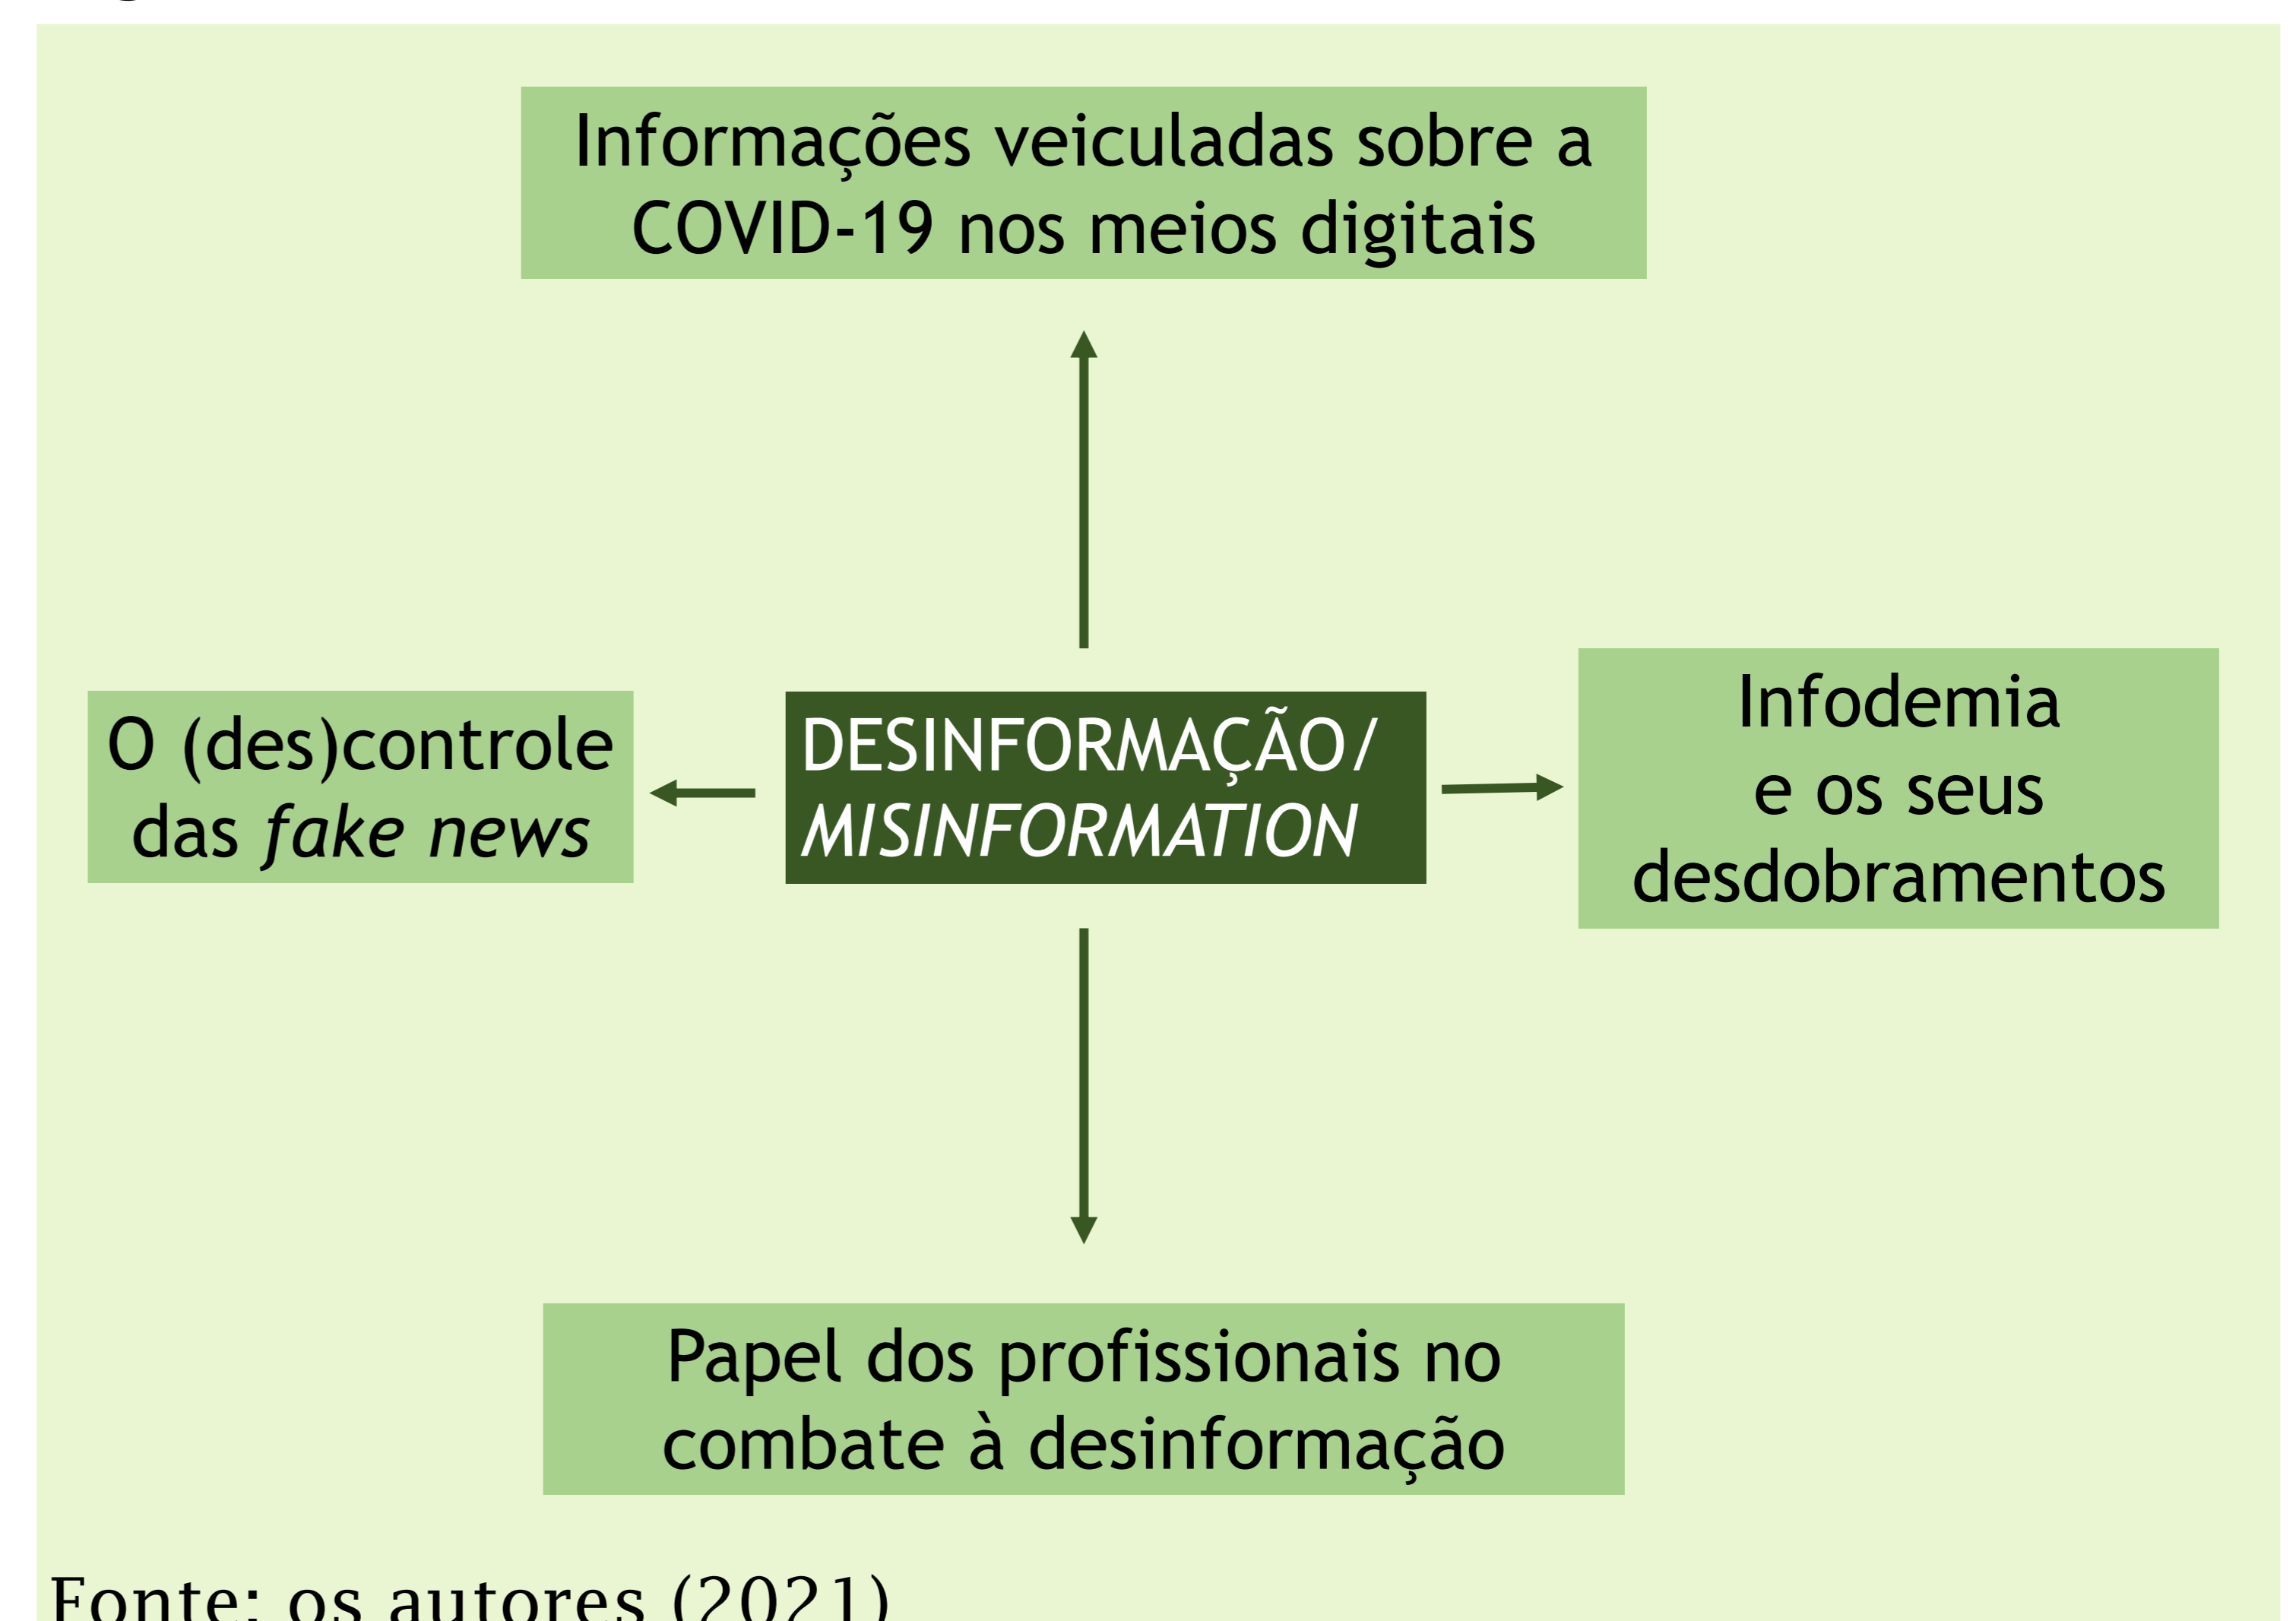 Informações veiculadas sobre a
COVID-19 nos meios digitais
O (des)controle
das fake news
DESINFORMAÇÃO/
MISINFORMATION
Infodemia
e os seus
desdobramentos
Papel dos profissionais no
combate à desinformação
Fonte: os autores (2021)